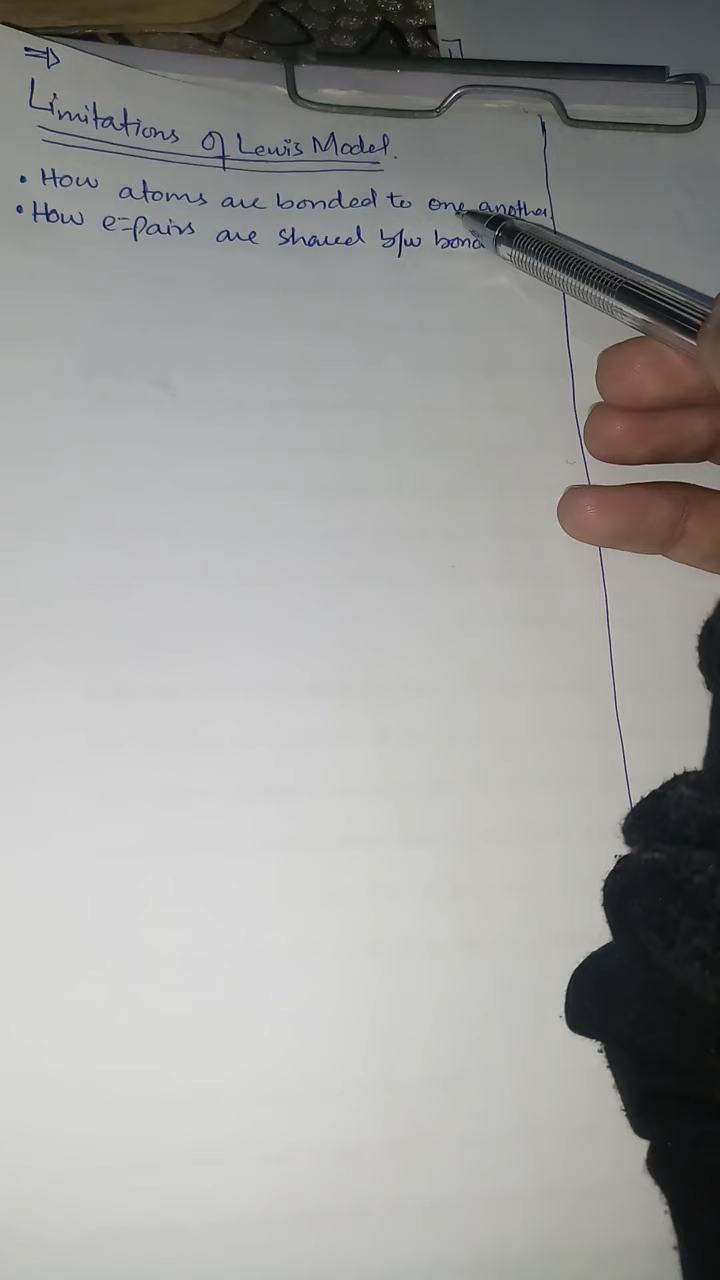 ⇒
Limitations of Lewis Model.
• How atoms are bonded to one another
• How e⁻pairs are shared b/w bond